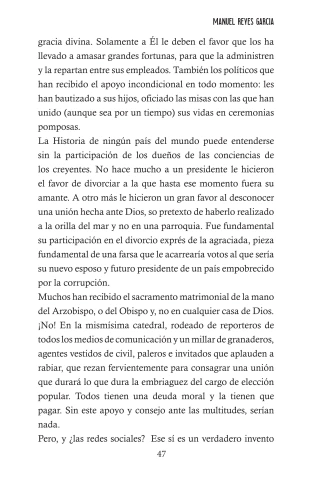 MANUEL REYES GARCIA
gracia divina. Solamente a Él le deben el favor que los ha
llevado a amasar grandes fortunas, para que la administren
y la repartan entre sus empleados. También los políticos que
han recibido el apoyo incondicional en todo momento: les
han bautizado a sus hijos, oficiado las misas con las que han
unido (aunque sea por un tiempo) sus vidas en ceremonias
pomposas.
La Historia de ningún país del mundo puede entenderse
sin la participación de los dueños de las conciencias de
los creyentes. No hace mucho a un presidente le hicieron
el favor de divorciar a la que hasta ese momento fuera su
amante. A otro más le hicieron un gran favor al desconocer
una unión hecha ante Dios, so pretexto de haberlo realizado
a la orilla del mar y no en una parroquia. Fue fundamental
su participación en el divorcio exprés de la agraciada, pieza
fundamental de una farsa que le acarrearía votos al que sería
su nuevo esposo y futuro presidente de un país empobrecido
por la corrupción.
Muchos han recibido el sacramento matrimonial de la mano
del Arzobispo, o del Obispo y, no en cualquier casa de Dios.
¡No! En la mismísima catedral, rodeado de reporteros de
todos los medios de comunicación y un millar de granaderos,
agentes vestidos de civil, paleros e invitados que aplauden a
rabiar, que rezan fervientemente para consagrar una unión
que durará lo que dura la embriaguez del cargo de elección
popular. Todos tienen una deuda moral y la tienen que
pagar. Sin este apoyo y consejo ante las multitudes, serían
nada.
Pero, y ¿las redes sociales? Ese sí es un verdadero invento
47